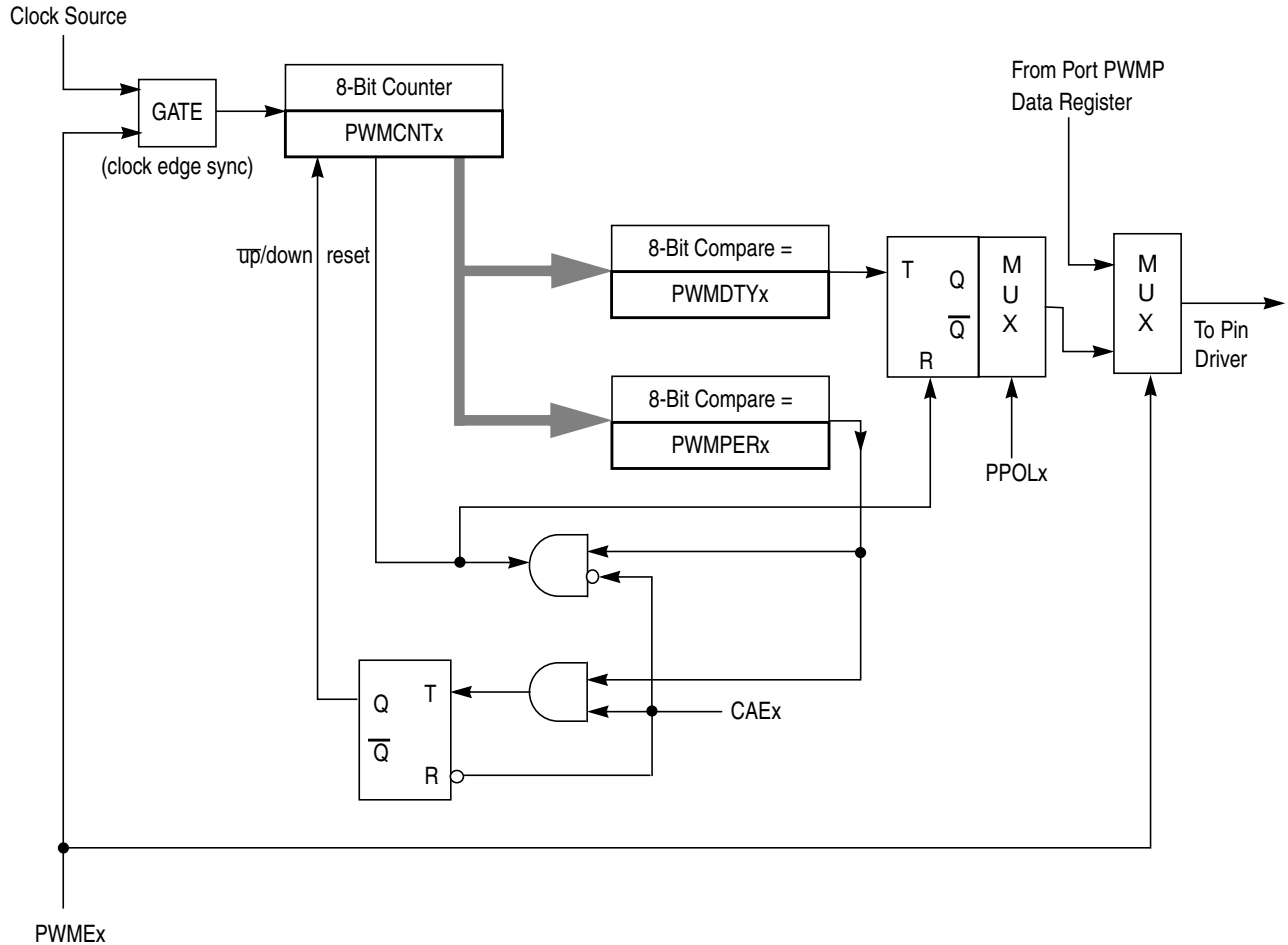 Clock Source
GATE
(clock edge sync)
8-Bit Counter
PWMCNTx
u̅p̅/down
reset
From Port PWMP
Data Register
8-Bit Compare =
PWMDTYx
T
Q
Q̅
R
M
U
X
M
U
X
To Pin
Driver
8-Bit Compare =
PWMPERx
PPOLx
Q
T
Q̅
R
CAEx
PWMEx